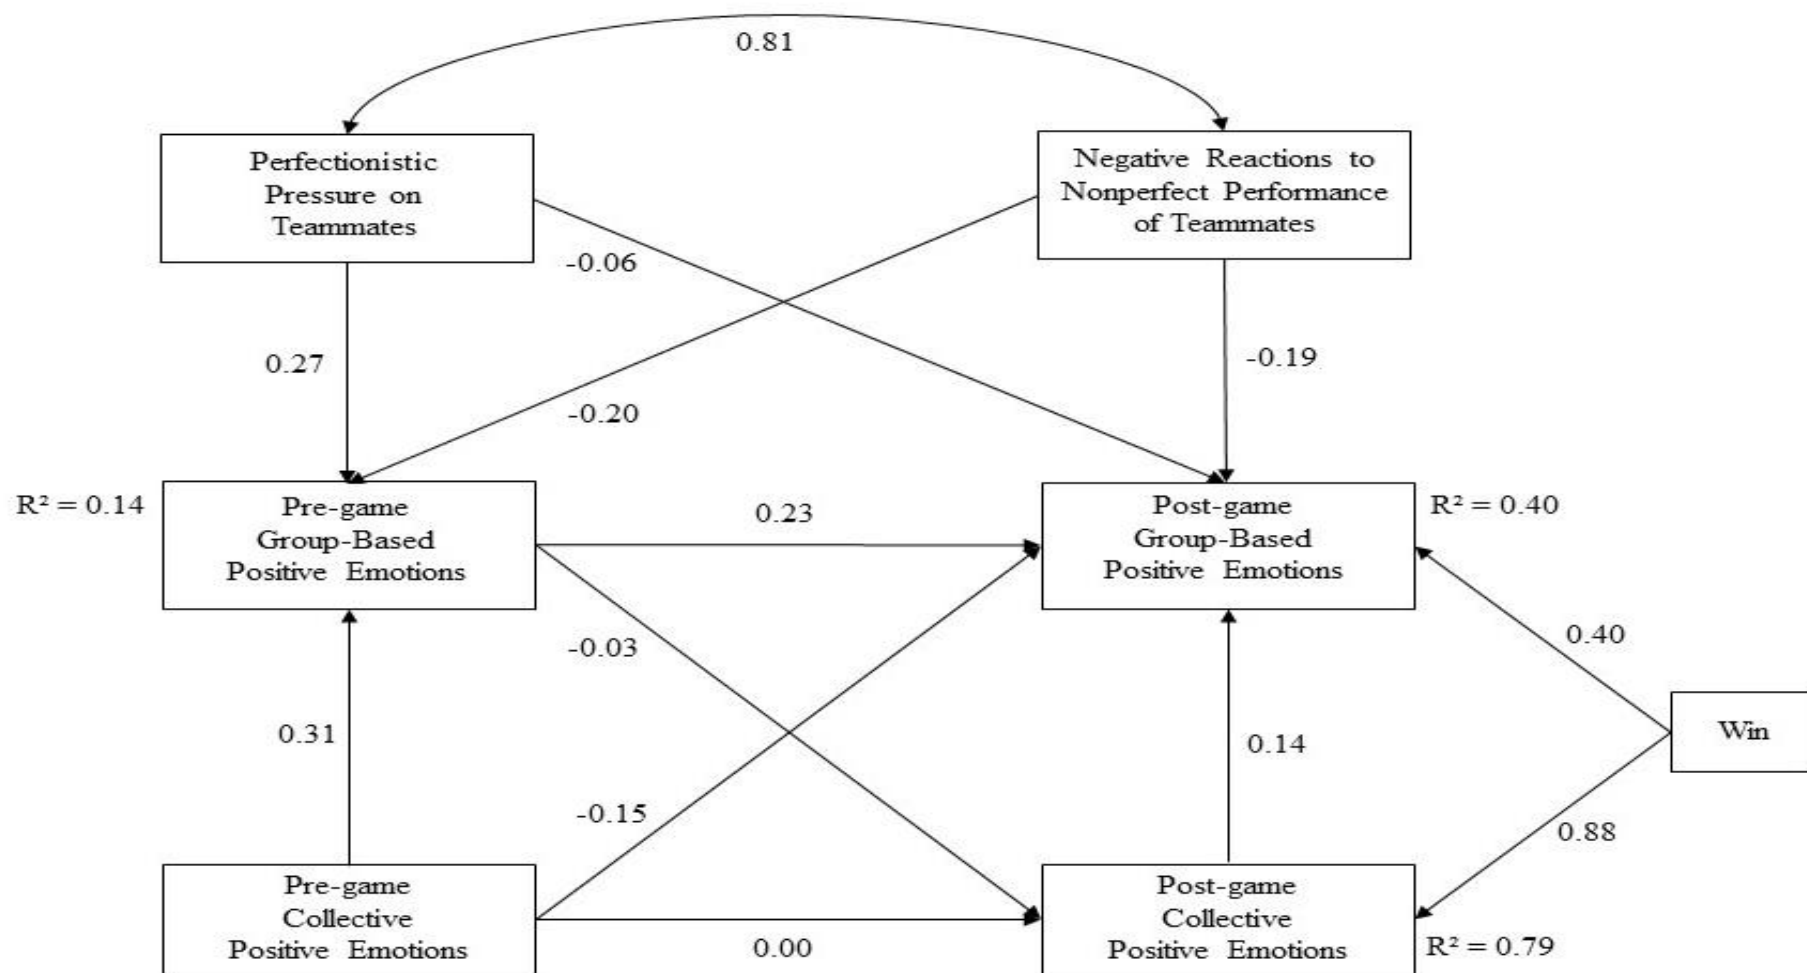 0.81
Perfectionistic
Pressure on
Teammates
Negative Reactions to
Nonperfect Performance
of Teammates
-0.06
0.27
-0.19
-0.20
R² = 0.14
Pre-game
Group-Based
Positive Emotions
0.23
Post-game
Group-Based
Positive Emotions
R² = 0.40
-0.03
0.40
0.31
0.14
Win
-0.15
0.88
Pre-game
Collective
Positive Emotions
0.00
Post-game
Collective
Positive Emotions
R² = 0.79